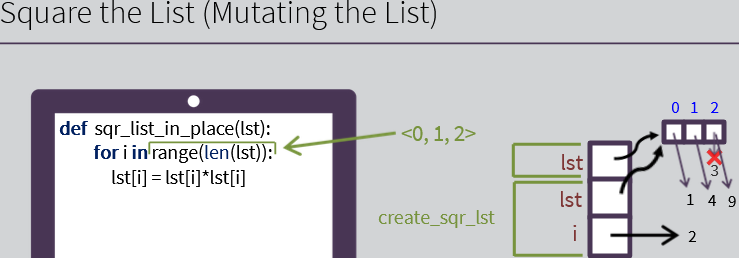 Square the List (Mutating the List)
def sqr_list_in_place(lst):
for i in range(len(lst)):
lst[i] = lst[i]*lst[i]
<0, 1, 2>
0 1 2
lst
3
lst
1 4 9
create_sqr_lst
i
2